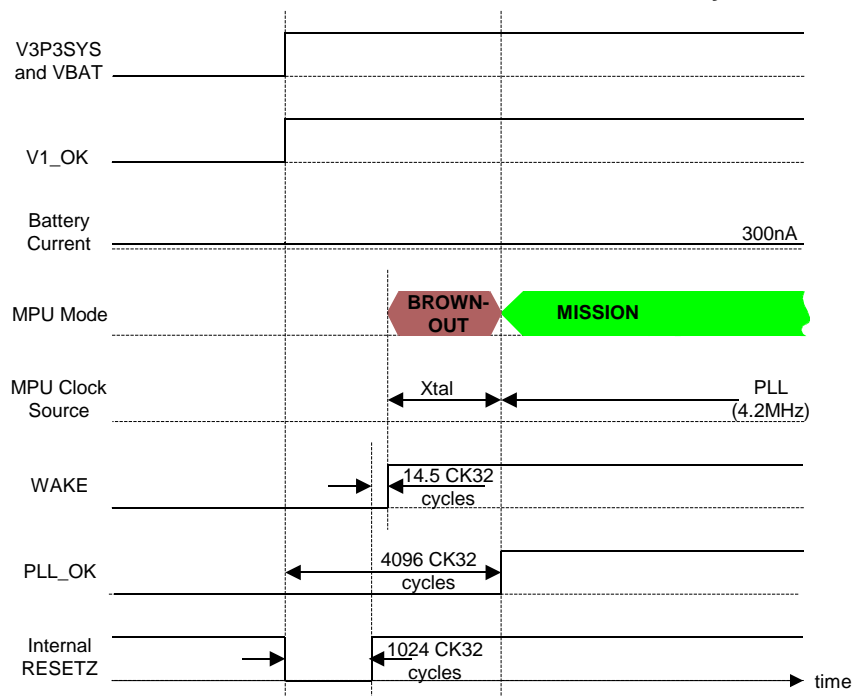 V3P3SYS
and VBAT
V1_OK
Battery
Current
300nA
MPU Mode
BROWN-
OUT
MISSION
MPU Clock
Source
Xtal
PLL
(4.2MHz)
WAKE
14.5 CK32
cycles
PLL_OK
4096 CK32
cycles
Internal
RESETZ
1024 CK32
cycles
time